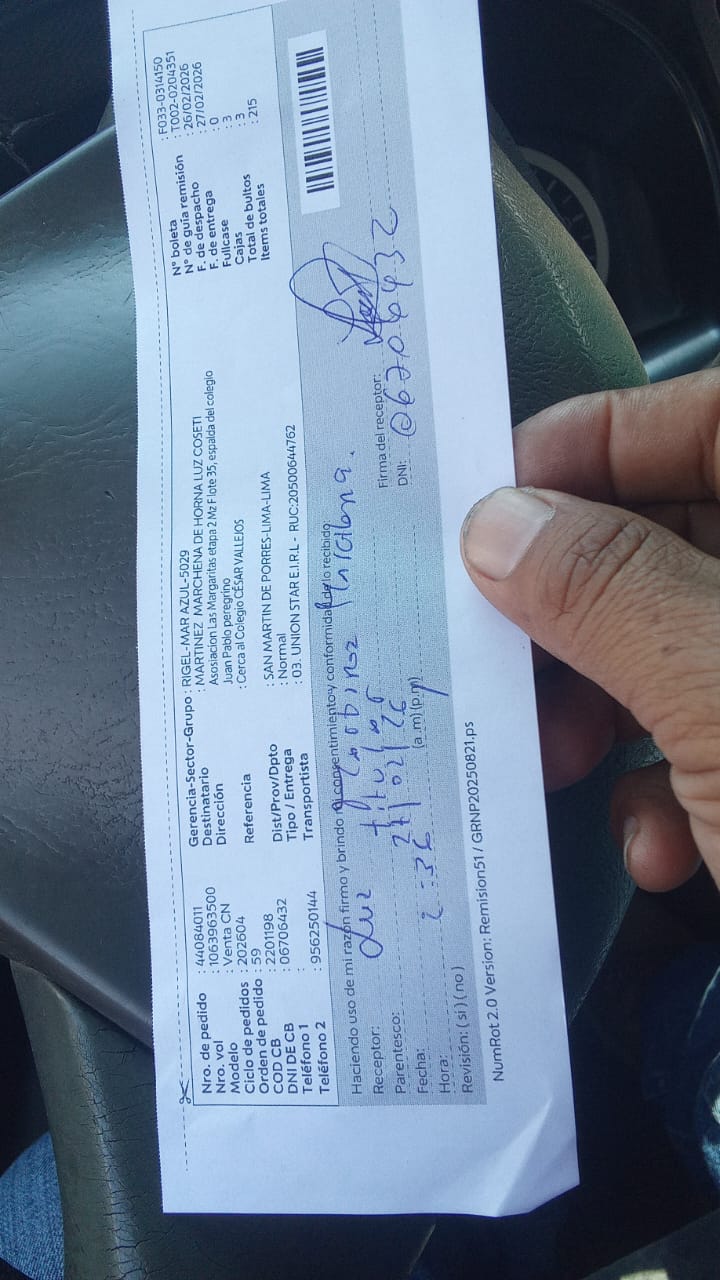 Nro. de pedido : 44084011
Nro. vol : 1063963500
Modelo : Venta CN
Ciclo de pedidos : 202604
Orden de pedido : 59
COD CB : 2201198
DNI DE CB : 06706432
Teléfono 1 :
Teléfono 2 : 956250144
Gerencia-Sector-Grupo : RIGEL-MAR AZUL-5029
Destinatario : MARTINEZ MARCHENA DE HORNA LUZ COSETI
Dirección Asosiacion Las Margaritas etapa 2 Mz F lote 35, espalda del colegio
Juan Pablo peregrino
Referencia : Cerca al Colegio CÉSAR VALLEJOS
Dist/Prov/Dpto : SAN MARTIN DE PORRES-LIMA-LIMA
Tipo / Entrega : Normal
Transportista : 03. UNION STAR E.I.R.L - RUC:20500644762
N° boleta : F033-0314150
N° de guía remisión : T002-0204351
F. de despacho : 26/02/2026
F. de entrega : 27/02/2026
Fullcase : 0
Cajas : 3
Total de bultos : 3
Items totales : 215
Haciendo uso de mi razón firmo y brindo mi consentimiento y conformidad de lo recibido
Receptor: Luz
Parentesco: titular
Fecha: 27/02/26
Hora: 2:36 (a.m) (p.m)
Revisión: (si) (no)
Firma del receptor:
DNI: 06706432
NumRot 2.0 Version: Remision51 / GRNP20250821.ps